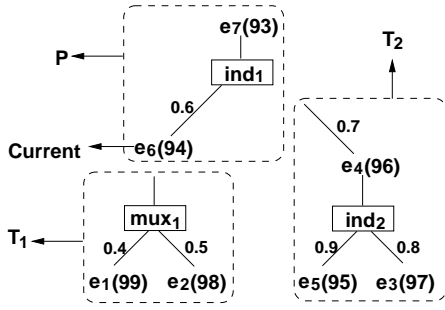 e7(93)
T2
P
ind1
0.6
0.7
Current
e6(94)
e4(96)
mux1
ind2
T1
0.4
0.5
0.9
0.8
e1(99)
e2(98)
e5(95)
e3(97)